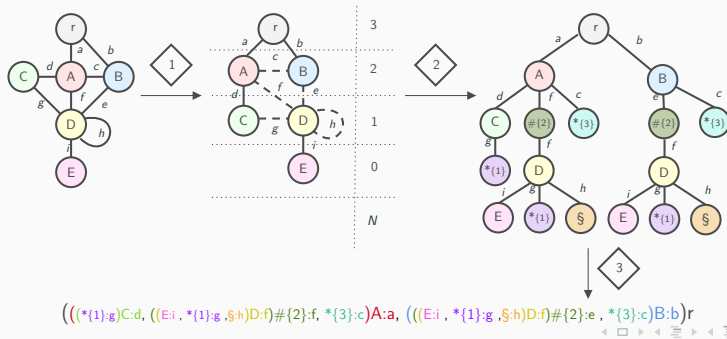 r
a b
d c
C A B
g f e
D h
i
E
1
r
a b
c
A B
d f e
C D h
g i
E
3
2
1
0
N
2
r
a b
A B
d f c e c
C #{2} *{3} #{2} *{3}
g f f
*{1} D D
i g h i g h
E *{1} § E *{1} §
3
(((*{1}:g)C:d, ((E:i , *{1}:g ,§:h)D:f)#{2}:f, *{3}:c)A:a, (((E:i , *{1}:g ,§:h)D:f)#{2}:e , *{3}:c)B:b)r